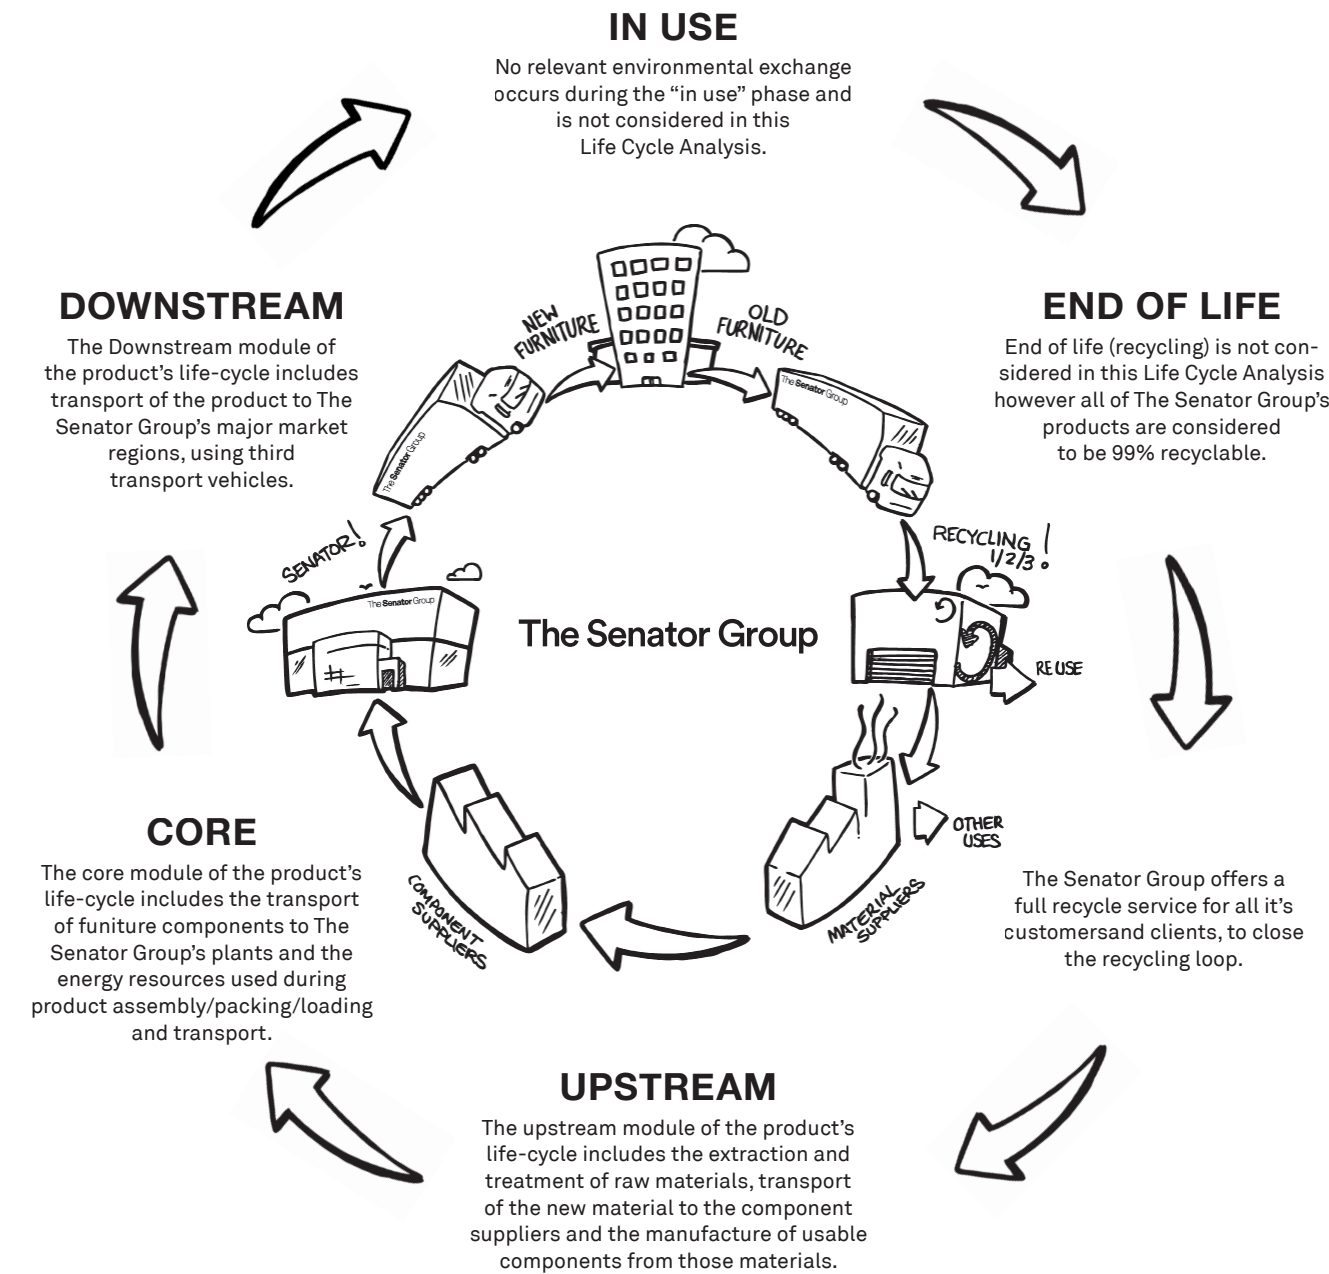 IN USE
No relevant environmental exchange
occurs during the “in use” phase and
is not considered in this
Life Cycle Analysis.
DOWNSTREAM
The Downstream module of
the product’s life-cycle includes
transport of the product to The
Senator Group’s major market
regions, using third
transport vehicles.
END OF LIFE
End of life (recycling) is not con-
sidered in this Life Cycle Analysis
however all of The Senator Group’s
products are considered
to be 99% recyclable.
NEW
FURNITURE
OLD
FURNITURE
The Senator Group
The Senator Group
SENATOR!
RECYCLING !
1/2/3
The Senator Group
The Senator Group
RE USE
OTHER
USES
COMPONENT
SUPPLIERS
MATERIAL
SUPPLIERS
CORE
The core module of the product’s
life-cycle includes the transport
of funiture components to The
Senator Group’s plants and the
energy resources used during
product assembly/packing/loading
and transport.
The Senator Group offers a
full recycle service for all it’s
customersand clients, to close
the recycling loop.
UPSTREAM
The upstream module of the product’s
life-cycle includes the extraction and
treatment of raw materials, transport
of the new material to the component
suppliers and the manufacture of usable
components from those materials.